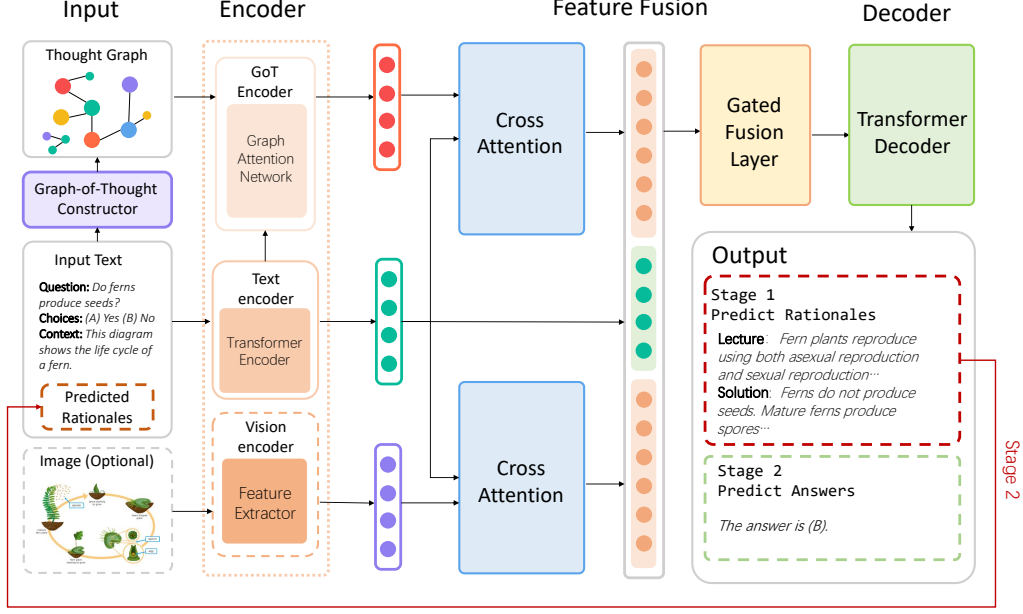 Input
Encoder
Feature Fusion
Decoder
Thought Graph
Graph-of-Thought
Constructor
Input Text
Question: Do ferns
produce seeds?
Choices: (A) Yes (B) No
Context: This diagram
shows the life cycle of
a fern.
Predicted
Rationales
Image (Optional)
GoT
Encoder
Graph
Attention
Network
Text
encoder
Transformer
Encoder
Vision
encoder
Feature
Extractor
Cross
Attention
Cross
Attention
Gated
Fusion
Layer
Transformer
Decoder
Output
Stage 1
Predict Rationales
Lecture: Fern plants reproduce
using both asexual reproduction
and sexual reproduction···
Solution: Ferns do not produce
seeds. Mature ferns produce
spores···
Stage 2
Predict Answers
The answer is (B).
Stage 2